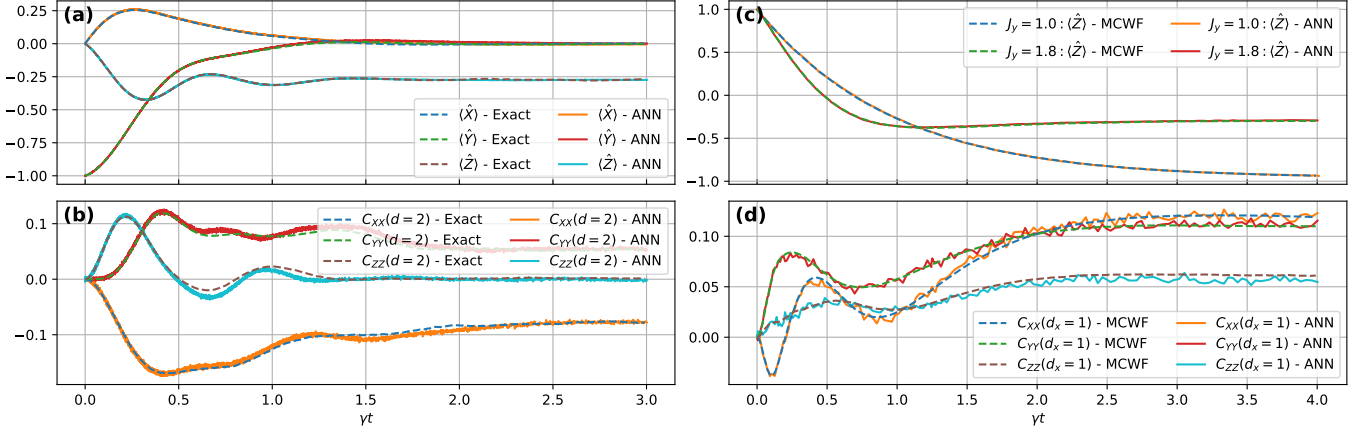 (a)
0.25
0.00
−0.25
−0.50
−0.75
−1.00
⟨X̂⟩ - Exact
⟨Ŷ⟩ - Exact
⟨Ẑ⟩ - Exact
⟨X̂⟩ - ANN
⟨Ŷ⟩ - ANN
⟨Ẑ⟩ - ANN
(b)
0.1
0.0
−0.1
C_XX(d = 2) - Exact
C_YY(d = 2) - Exact
C_ZZ(d = 2) - Exact
C_XX(d = 2) - ANN
C_YY(d = 2) - ANN
C_ZZ(d = 2) - ANN
0.0 0.5 1.0 1.5 2.0 2.5 3.0
γt
(c)
1.0
0.5
0.0
−0.5
−1.0
J_y = 1.0 : ⟨Ẑ⟩ - MCWF
J_y = 1.8 : ⟨Ẑ⟩ - MCWF
J_y = 1.0 : ⟨Ẑ⟩ - ANN
J_y = 1.8 : ⟨Ẑ⟩ - ANN
(d)
0.10
0.05
0.00
C_XX(d_x = 1) - MCWF
C_YY(d_x = 1) - MCWF
C_ZZ(d_x = 1) - MCWF
C_XX(d_x = 1) - ANN
C_YY(d_x = 1) - ANN
C_ZZ(d_x = 1) - ANN
0.0 0.5 1.0 1.5 2.0 2.5 3.0 3.5 4.0
γt